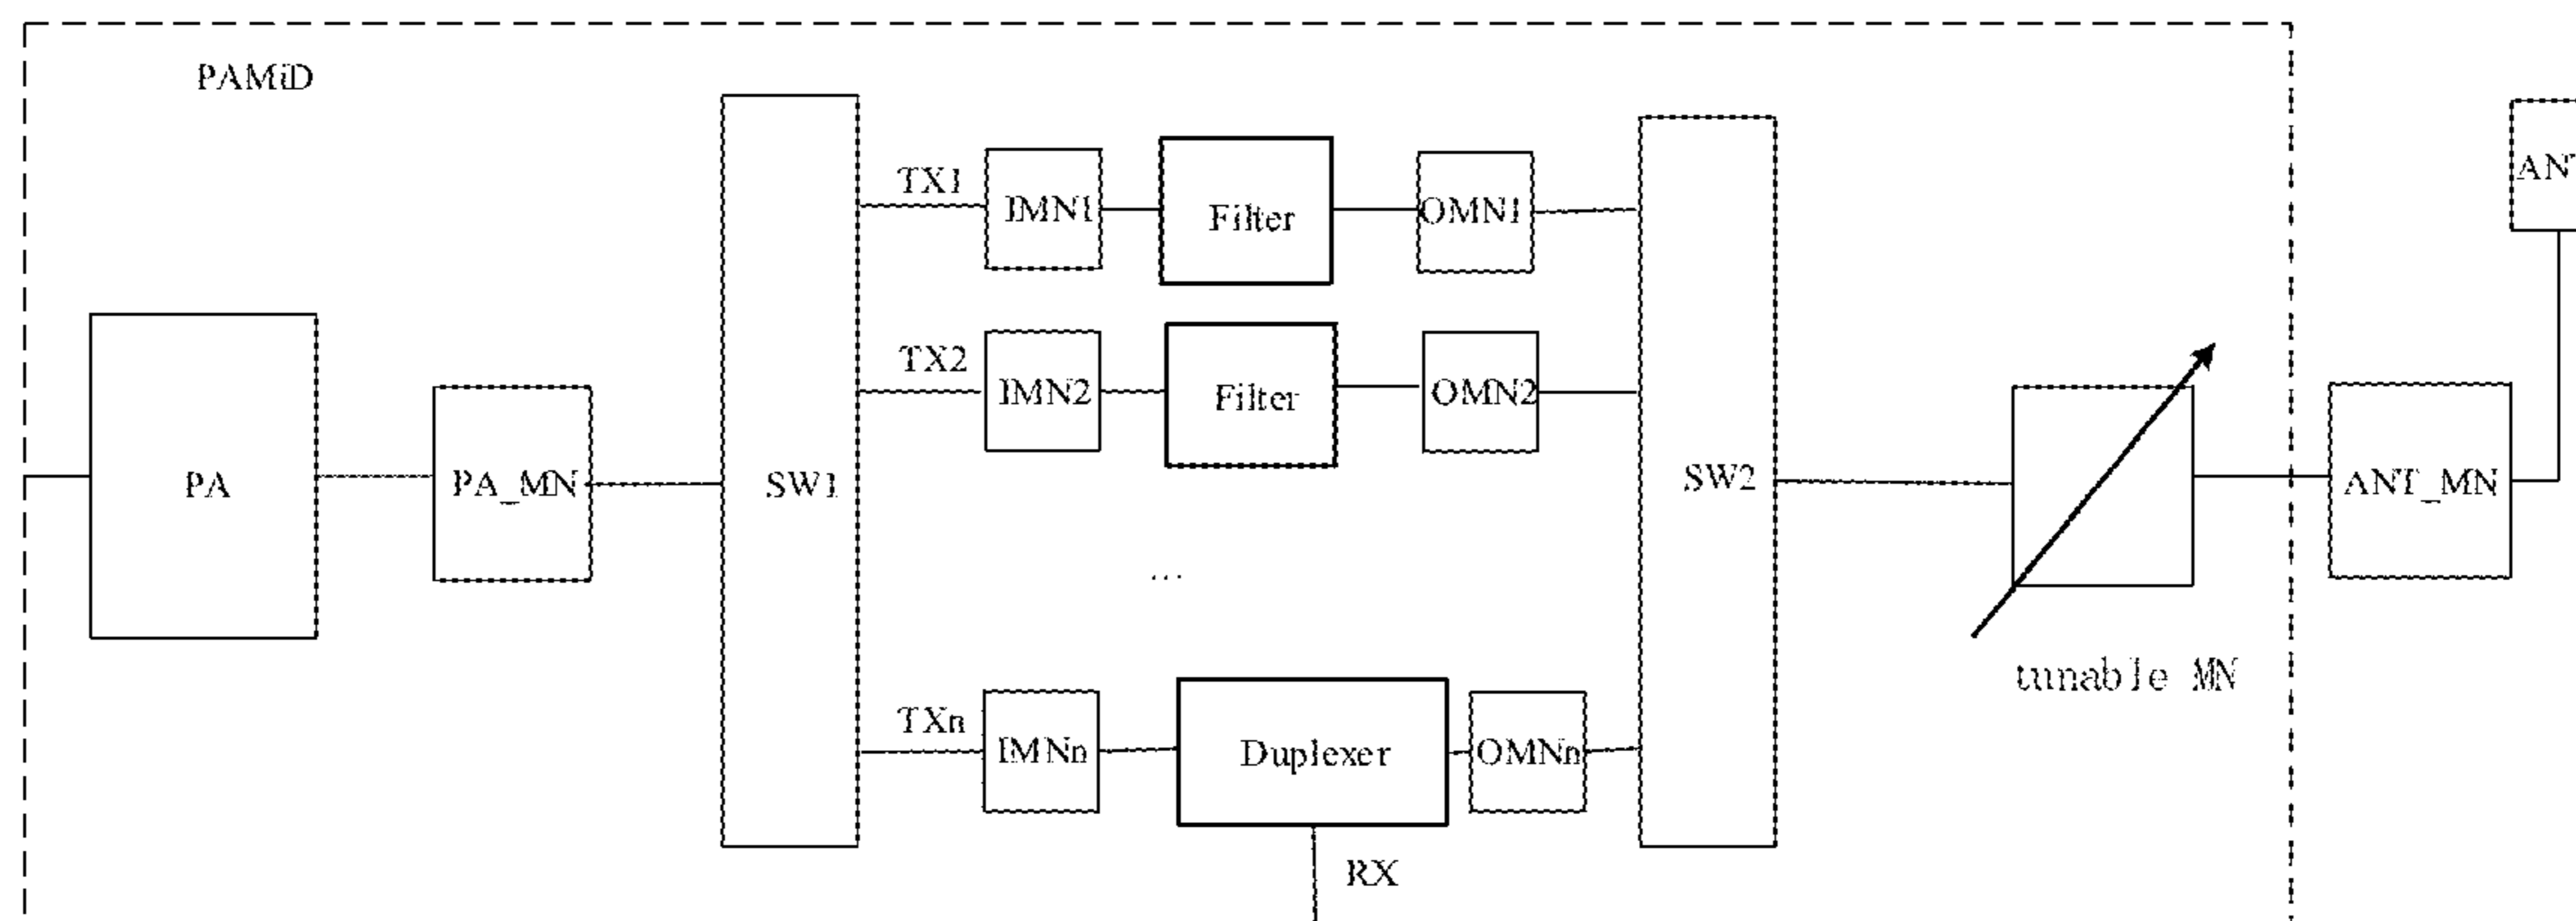 PAMiD
PA
PA_MN
SW1
TX1
IMN1
Filter
OMN1
TX2
IMN2
Filter
OMN2
...
TXn
IMNn
Duplexer
OMNn
RX
SW2
tunable MN
ANT_MN
ANT